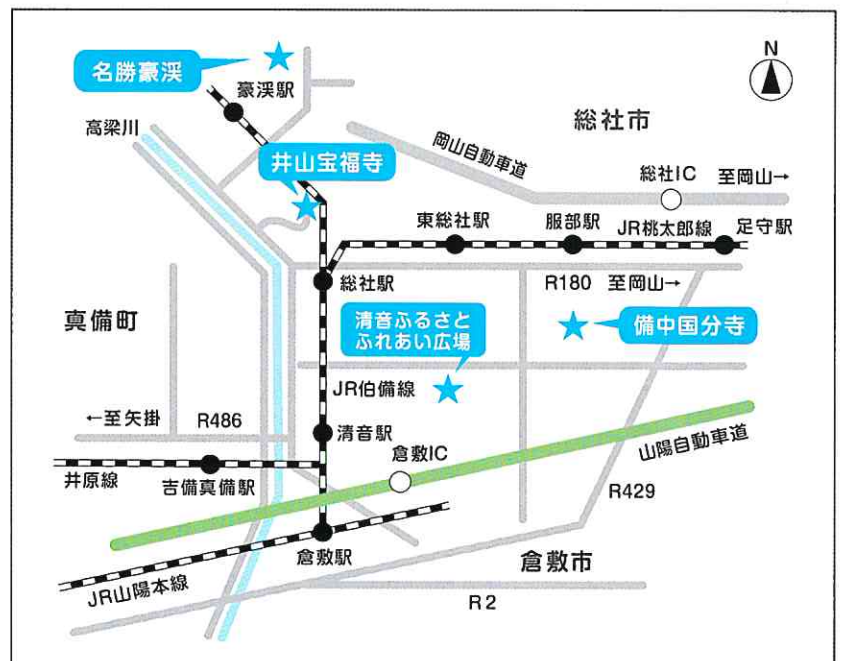 N
名勝豪渓
豪渓駅
総社市
高梁川
岡山自動車道
井山宝福寺
総社IC
至岡山→
東総社駅
服部駅
JR桃太郎線
足守駅
総社駅
R180
至岡山→
真備町
清音ふるさと
ふれあい広場
備中国分寺
JR伯備線
←至矢掛
R486
清音駅
倉敷IC
山陽自動車道
井原線
吉備真備駅
R429
倉敷駅
倉敷市
JR山陽本線
R2